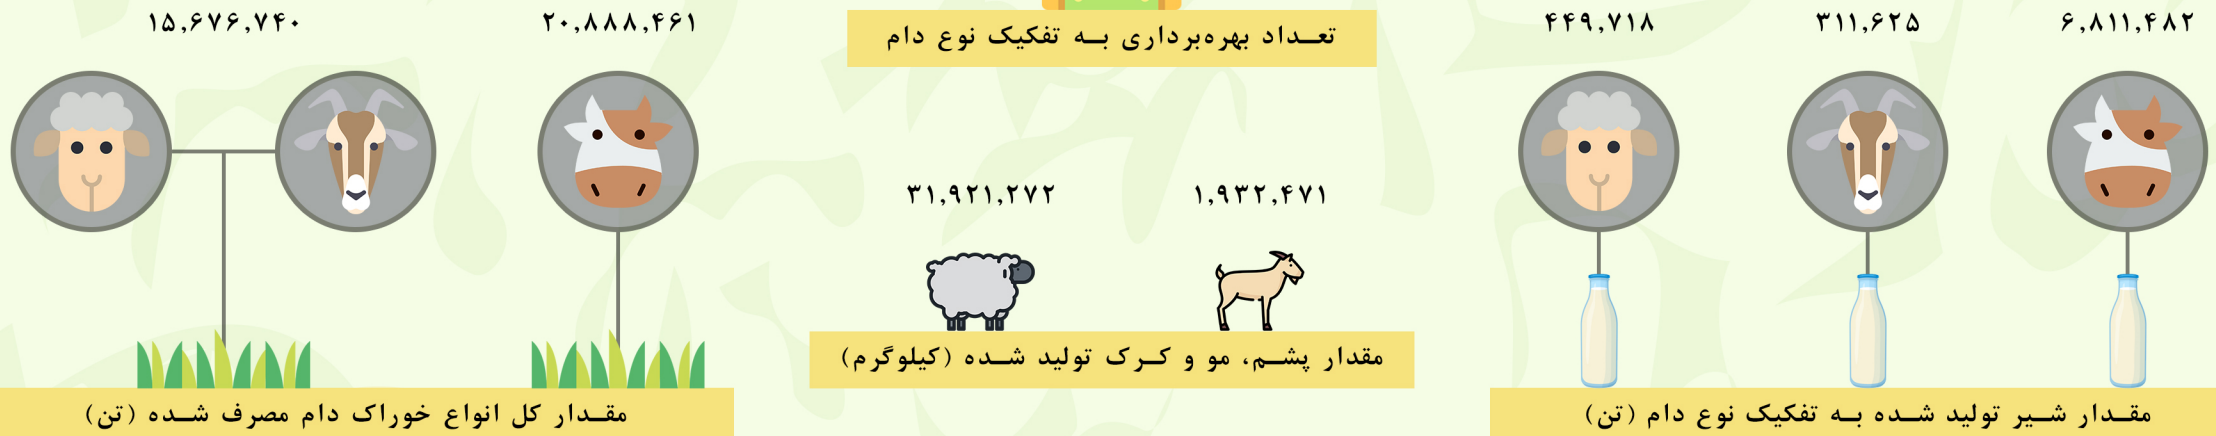 ۶,۸۱۱,۴۸۲
۳۱۱,۶۲۵
۴۴۹,۷۱۸
مقدار شیر تولید شده به تفکیک نوع دام (تن)
تعداد بهره‌برداری به تفکیک نوع دام
۱,۹۳۲,۴۷۱
۳۱,۹۲۱,۲۷۲
مقدار پشم، مو و کرک تولید شده (کیلوگرم)
۲۰,۸۸۸,۴۶۱
۱۵,۶۷۶,۷۴۰
مقدار کل انواع خوراک دام مصرف شده (تن)